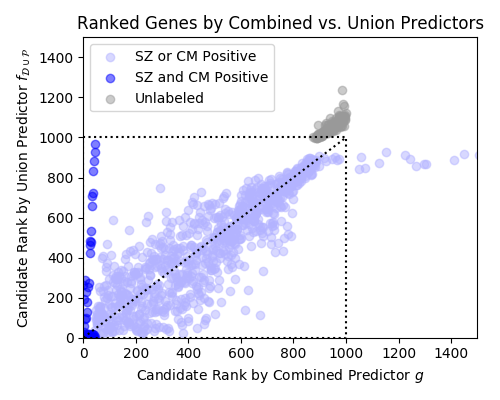 Ranked Genes by Combined vs. Union Predictors
SZ or CM Positive
SZ and CM Positive
Unlabeled
Candidate Rank by Union Predictor f_{𝒟∪𝒫}
1400
1200
1000
800
600
400
200
0
0 200 400 600 800 1000 1200 1400
Candidate Rank by Combined Predictor g